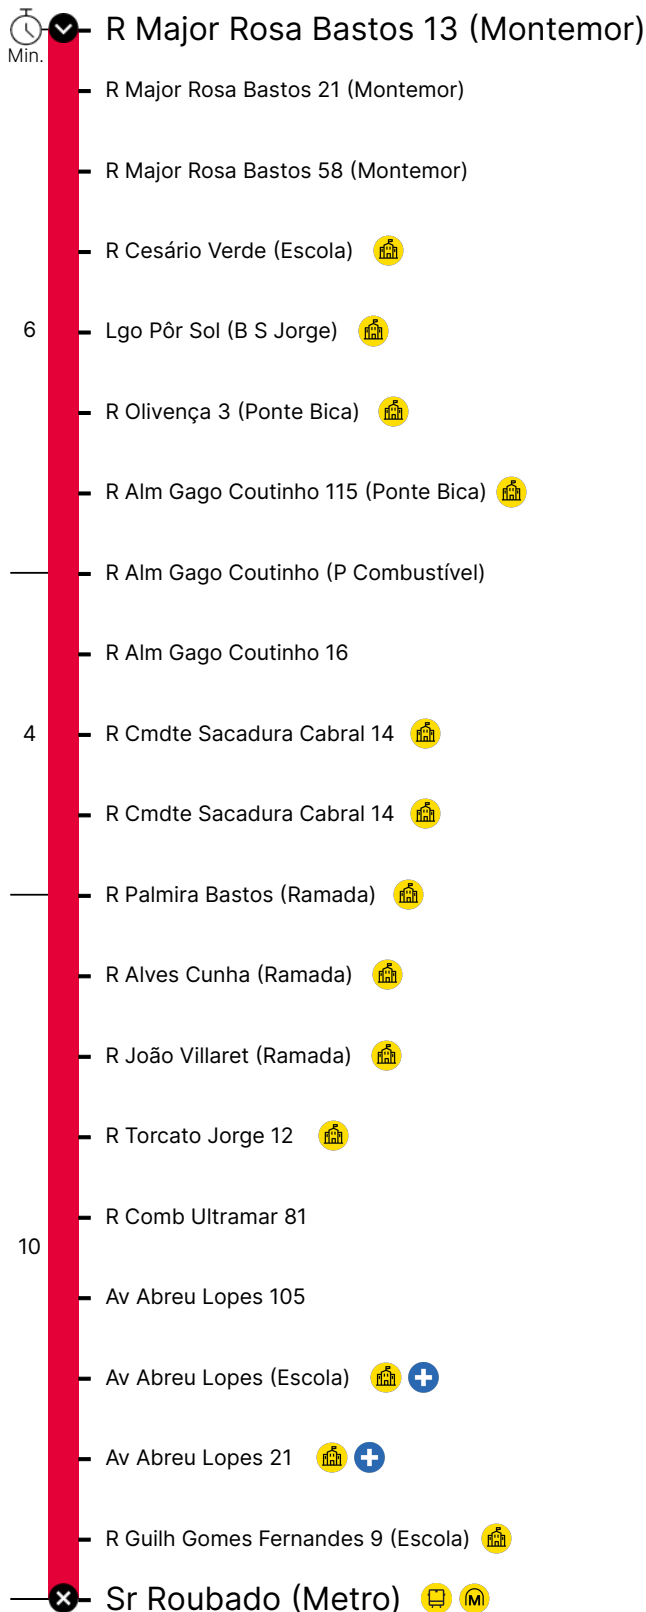 R Major Rosa Bastos 13 (Montemor)
Min.
R Major Rosa Bastos 21 (Montemor)
R Major Rosa Bastos 58 (Montemor)
R Cesário Verde (Escola)
6 Lgo Pôr Sol (B S Jorge)
R Olivença 3 (Ponte Bica)
R Alm Gago Coutinho 115 (Ponte Bica)
R Alm Gago Coutinho (P Combustível)
R Alm Gago Coutinho 16
4 R Cmdte Sacadura Cabral 14
R Cmdte Sacadura Cabral 14
R Palmira Bastos (Ramada)
R Alves Cunha (Ramada)
R João Villaret (Ramada)
R Torcato Jorge 12
R Comb Ultramar 81
10
Av Abreu Lopes 105
Av Abreu Lopes (Escola)
Av Abreu Lopes 21
R Guilh Gomes Fernandes 9 (Escola)
Sr Roubado (Metro) M